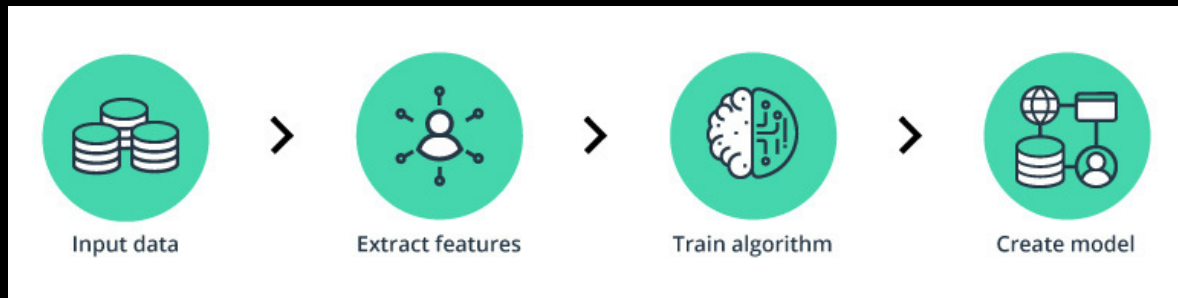 Input data
Extract features
Train algorithm
Create model